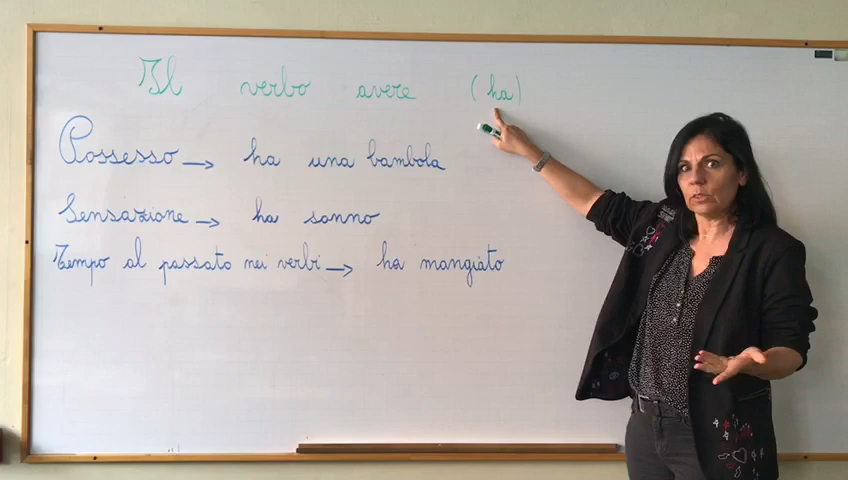 Il verbo avere (ha)
Possesso → ha una bambola
Sensazione → ha sonno
Tempo al passato nei verbi → ha mangiato